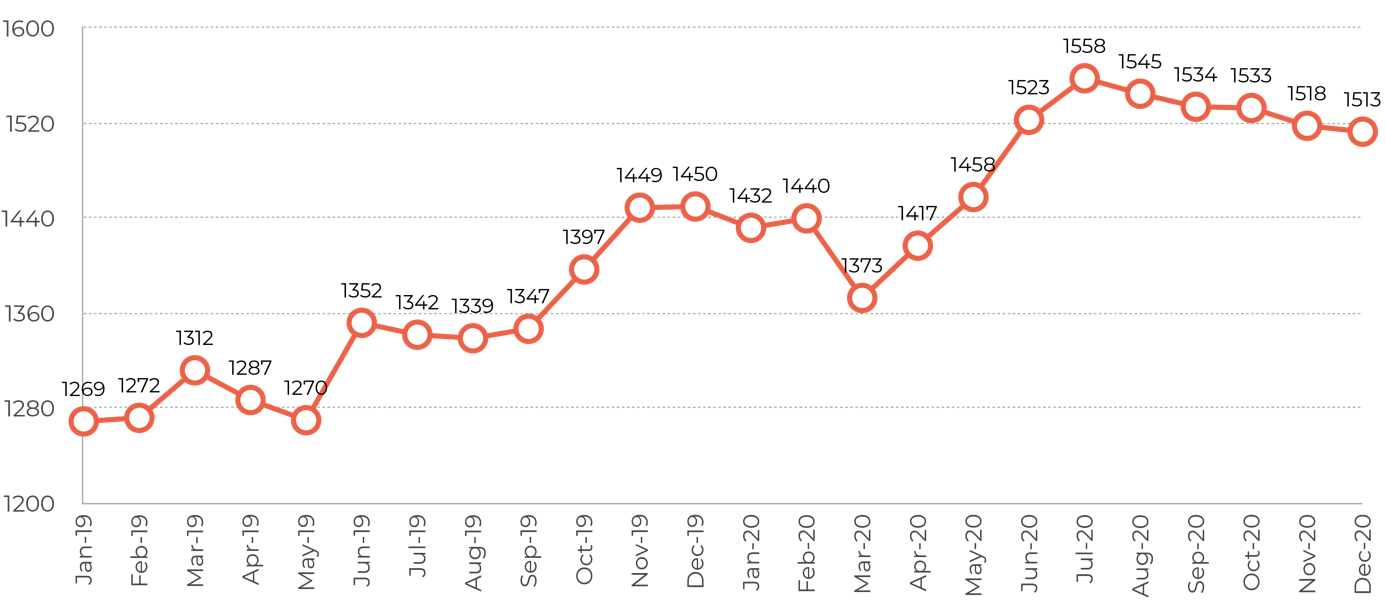 1600
1520
1440
1360
1280
1200
1269
1272
1312
1287
1270
1352
1342
1339
1347
1397
1449
1450
1432
1440
1373
1417
1458
1523
1558
1545
1534
1533
1518
1513
Jan-19
Feb-19
Mar-19
Apr-19
May-19
Jun-19
Jul-19
Aug-19
Sep-19
Oct-19
Nov-19
Dec-19
Jan-20
Feb-20
Mar-20
Apr-20
May-20
Jun-20
Jul-20
Aug-20
Sep-20
Oct-20
Nov-20
Dec-20